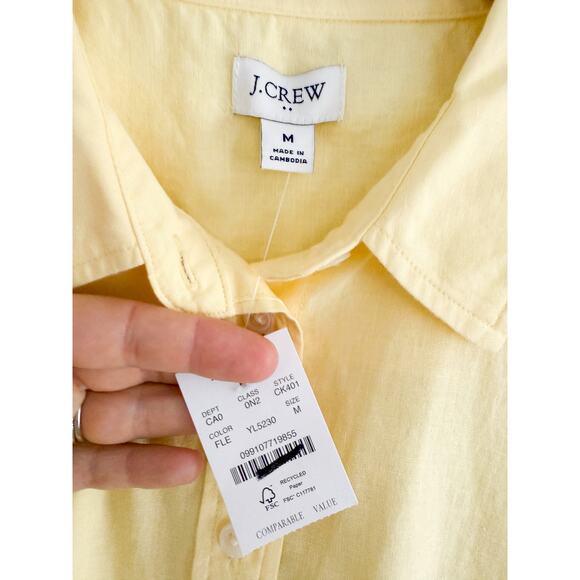 J.CREW
M
MADE IN
CAMBODIA
DEPT CLASS STYLE
CA0 0N2 CK401
COLOR SIZE
FLE YL5230 M
099107719855
RECYCLED
Paper
FSC FSC® C117781
COMPARABLE VALUE